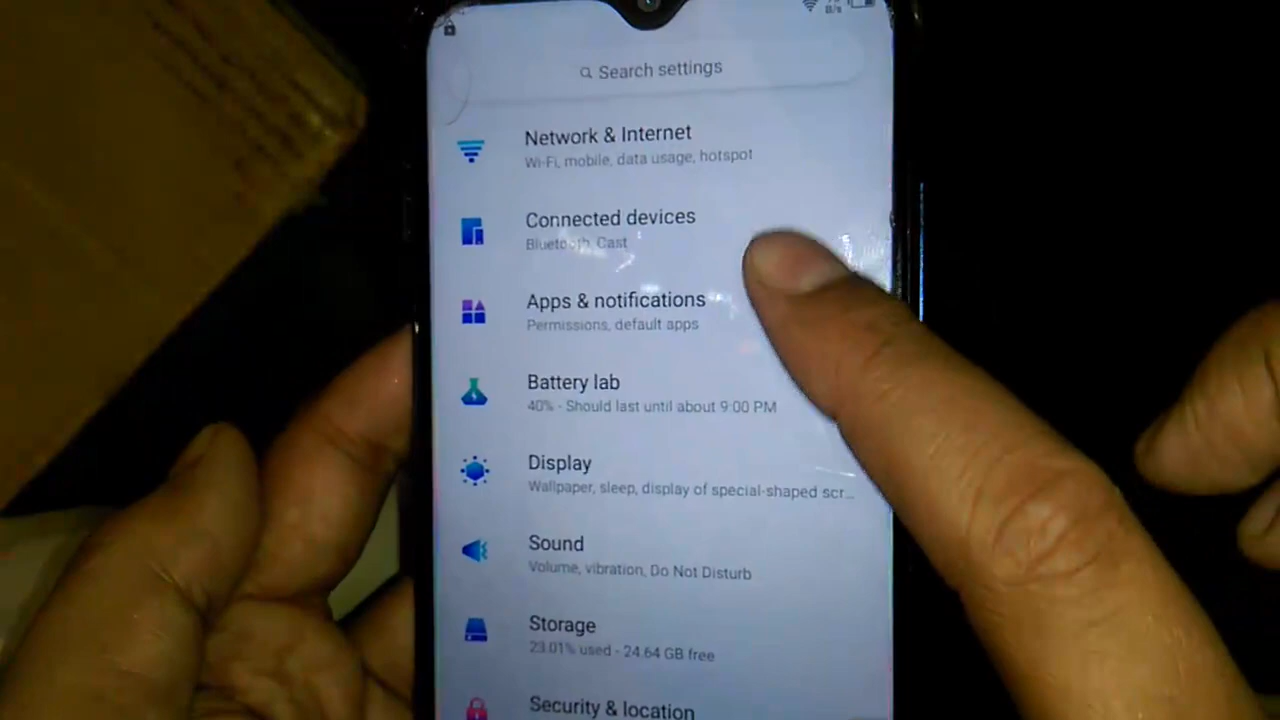 Search settings
Network & Internet
Wi-Fi, mobile, data usage, hotspot
Connected devices
Bluetooth, Cast
Apps & notifications
Permissions, default apps
Battery lab
40% - Should last until about 9:00 PM
Display
Wallpaper, sleep, display of special-shaped scr...
Sound
Volume, vibration, Do Not Disturb
Storage
23.01% used - 24.64 GB free
Security & location